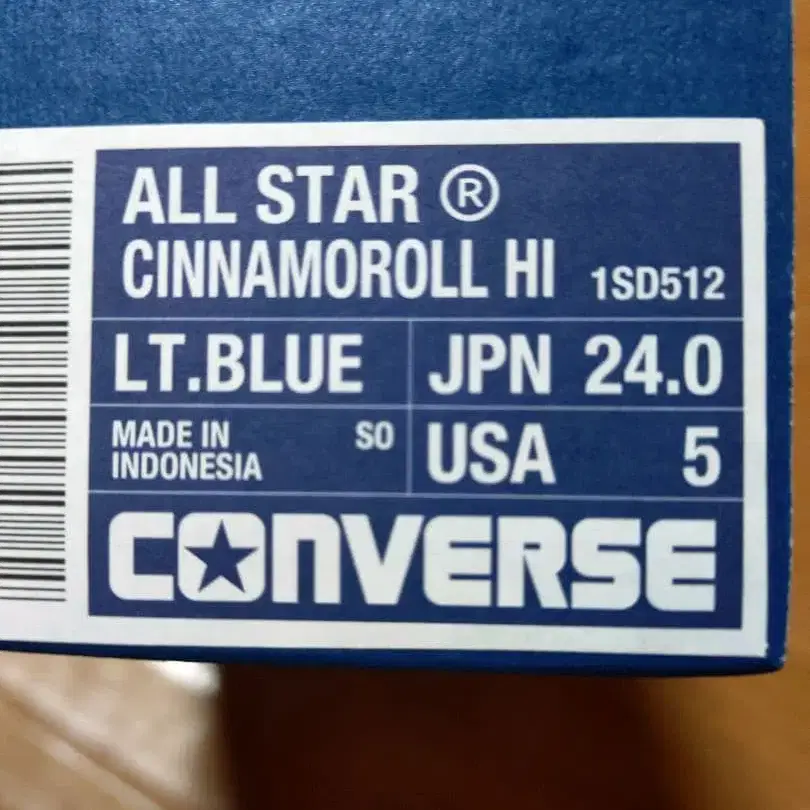 ALL STAR ®
CINNAMOROLL HI 1SD512
LT.BLUE JPN 24.0
MADE IN INDONESIA SO USA 5
CONVERSE